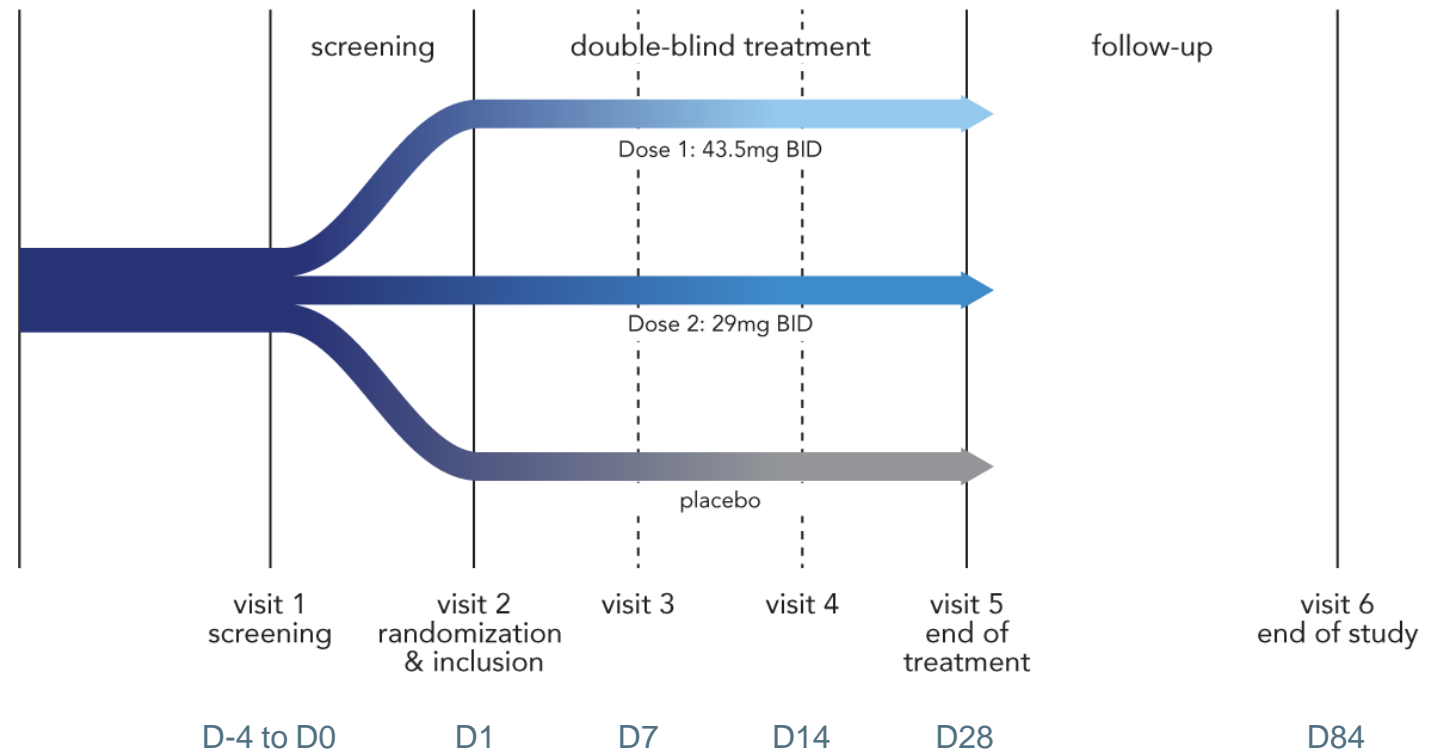 screening
double-blind treatment
follow-up
Dose 1: 43.5mg BID
Dose 2: 29mg BID
placebo
visit 1
screening
visit 2
randomization
& inclusion
visit 3
visit 4
visit 5
end of
treatment
visit 6
end of study
D-4 to D0
D1
D7
D14
D28
D84